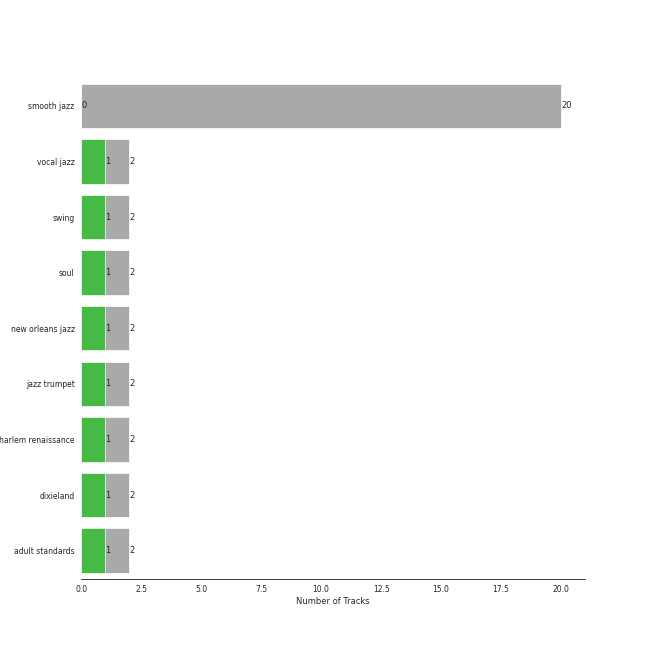 smooth jazz 0 20
vocal jazz 1 2
swing 1 2
soul 1 2
new orleans jazz 1 2
jazz trumpet 1 2
harlem renaissance 1 2
dixieland 1 2
adult standards 1 2
0.0 2.5 5.0 7.5 10.0 12.5 15.0 17.5 20.0
Number of Tracks